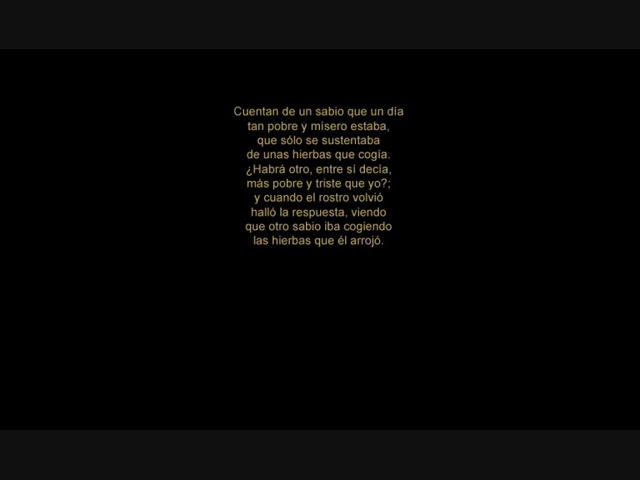 Cuentan de un sabio que un día
tan pobre y mísero estaba,
que sólo se sustentaba
de unas hierbas que cogía.
¿Habrá otro, entre sí decía,
más pobre y triste que yo?;
y cuando el rostro volvió
halló la respuesta, viendo
que otro sabio iba cogiendo
las hierbas que él arrojó.